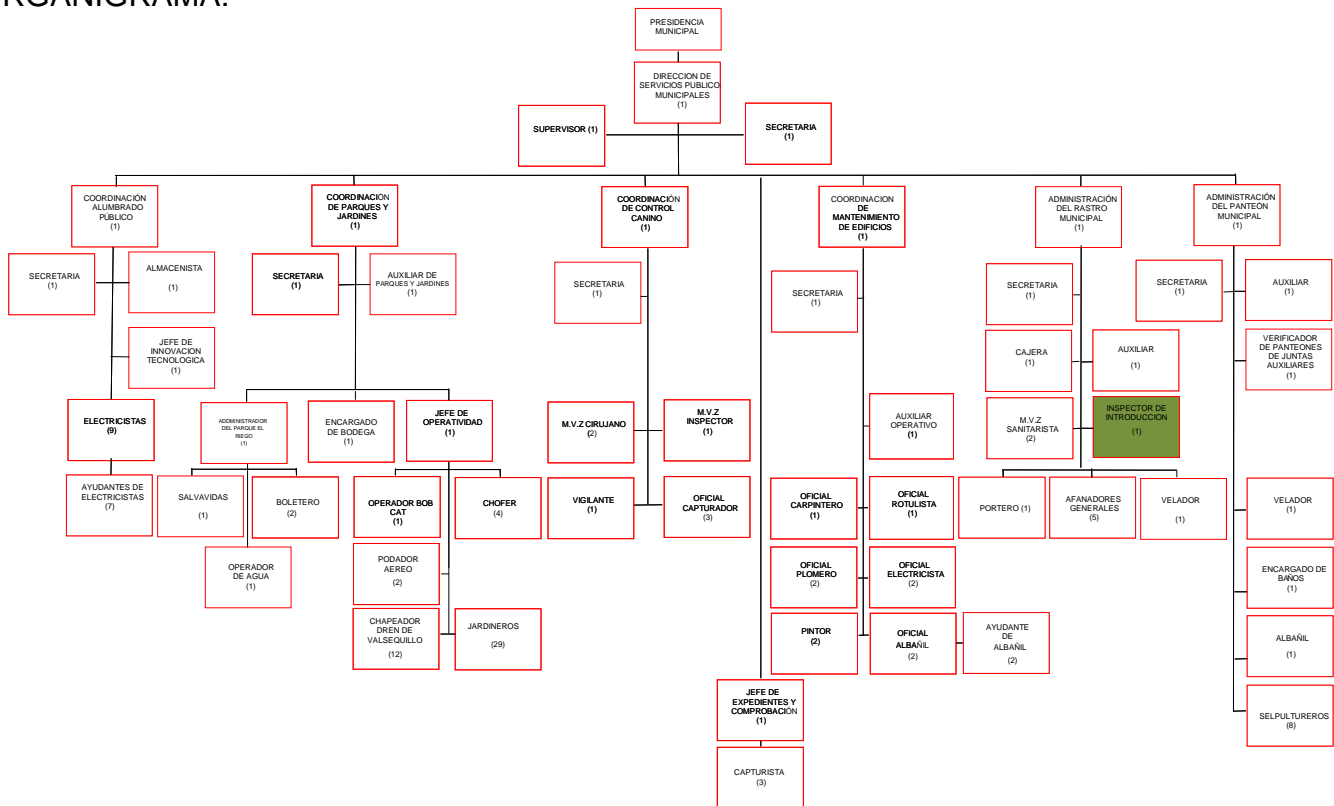 RGANIGRAMA:
PRESIDENCIA
MUNICIPAL
DIRECCION DE
SERVICIOS PUBLICO
MUNICIPALES
(1)
SUPERVISOR (1)
SECRETARIA
(1)
COORDINACIÓN
ALUMBRADO
PÚBLICO
(1)
SECRETARIA
(1)
ALMACENISTA
(1)
JEFE DE
INNOVACION
TECNOLOGICA
(1)
ELECTRICISTAS
(9)
AYUDANTES DE
ELECTRICISTAS
(7)
COORDINACIÓN
DE PARQUES Y
JARDINES
(1)
SECRETARIA
(1)
AUXILIAR DE
PARQUES Y JARDINES
(1)
ADDMINISTRADOR
DEL PARQUE EL
RIEGO
(1)
SALVAVIDAS
(1)
BOLETERO
(2)
OPERADOR
DE AGUA
(1)
ENCARGADO
DE BODEGA
(1)
JEFE DE
OPERATIVIDAD
(1)
OPERADOR BOB
CAT
(1)
CHOFER
(4)
PODADOR
AEREO
(2)
CHAPEADOR
DREN DE
VALSEQUILLO
(12)
JARDINEROS
(29)
COORDINACIÓN
DE CONTROL
CANINO
(1)
SECRETARIA
(1)
M.V.Z CIRUJANO
(2)
M.V.Z
INSPECTOR
(1)
VIGILANTE
(1)
OFICIAL
CAPTURADOR
(3)
JEFE DE
EXPEDIENTES Y
COMPROBACIÓN
(1)
CAPTURISTA
(3)
COORDINACION
DE
MANTENIMIENTO
DE EDIFICIOS
(1)
SECRETARIA
(1)
AUXILIAR
OPERATIVO
(1)
OFICIAL
CARPINTERO
(1)
OFICIAL
ROTULISTA
(1)
OFICIAL
PLOMERO
(2)
OFICIAL
ELECTRICISTA
(2)
PINTOR
(2)
OFICIAL
ALBAÑIL
(2)
AYUDANTE
DE
ALBAÑIL
(2)
ADMINISTRACIÓN
DEL RASTRO
MUNICIPAL
(1)
SECRETARIA
(1)
CAJERA
(1)
AUXILIAR
(1)
M.V.Z
SANITARISTA
(2)
INSPECTOR DE
INTRODUCCION
(1)
PORTERO (1)
AFANADORES
GENERALES
(5)
VELADOR
(1)
ADMINISTRACIÓN
DEL PANTEÓN
MUNICIPAL
(1)
SECRETARIA
(1)
AUXILIAR
(1)
VERIFICADOR
DE PANTEONES
DE JUNTAS
AUXILIARES
(1)
VELADOR
(1)
ENCARGADO DE
BAÑOS
(1)
ALBAÑIL
(1)
SELPULTUREROS
(8)